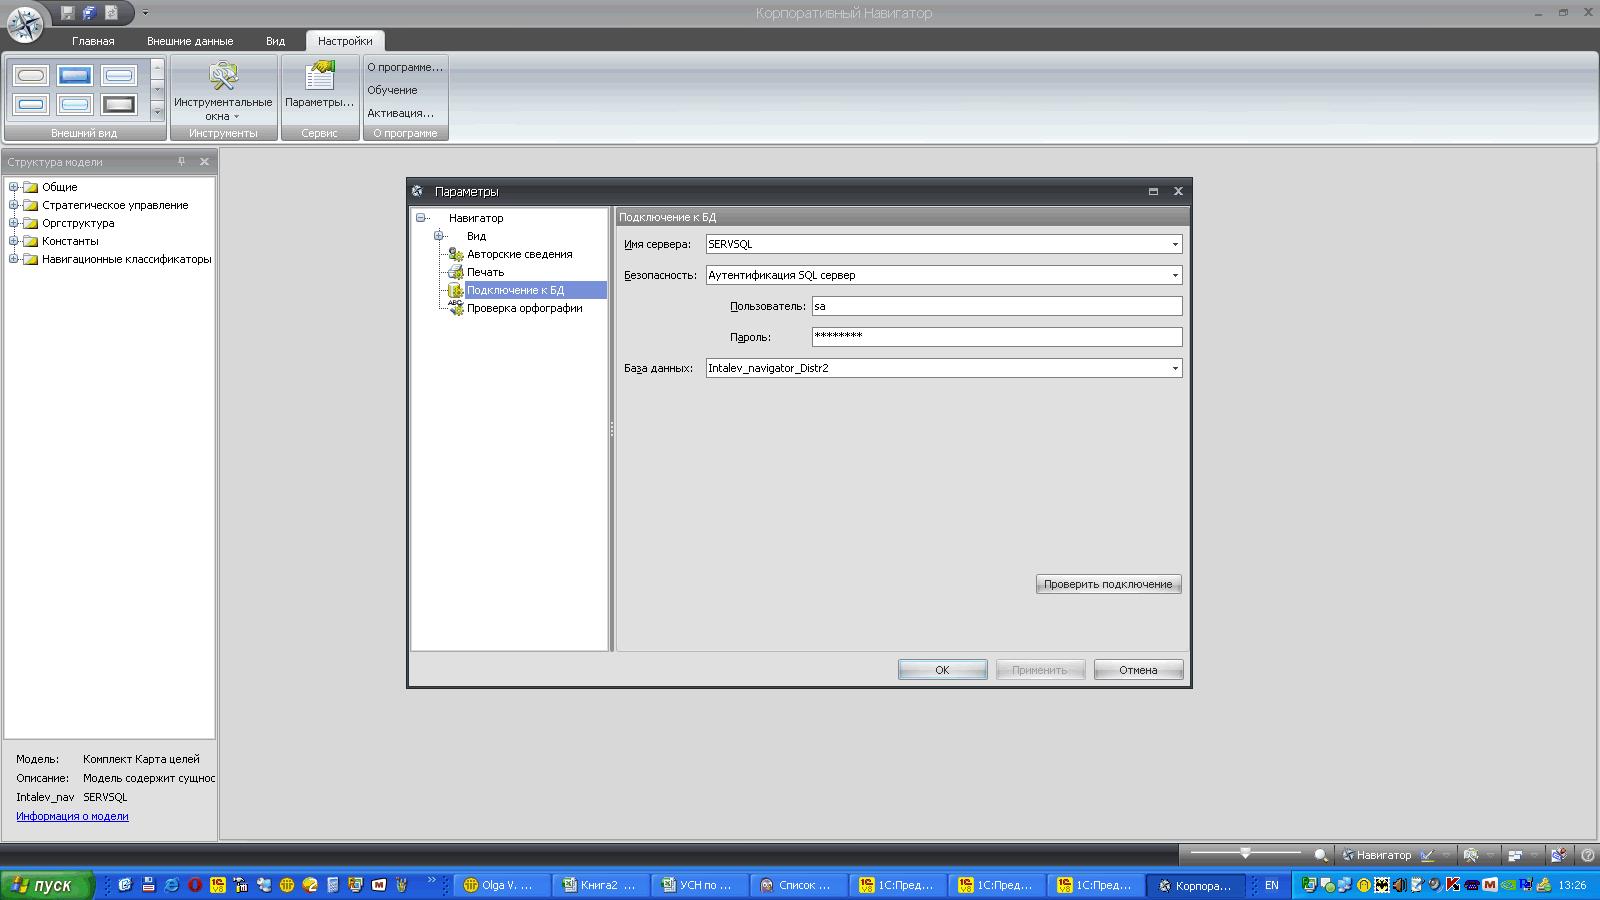 Корпоративный Навигатор
Главная Внешние данные Вид Настройки
Инструментальные окна
Параметры...
О программе...
Обучение
Активация...
Внешний вид Инструменты Сервис О программе
Структура модели
Общие
Стратегическое управление
Оргструктура
Константы
Навигационные классификаторы
Модель: Комплект Карта целей
Описание: Модель содержит сущнос
Intalev_nav SERVSQL
Информация о модели
Параметры
Навигатор
Вид
Авторские сведения
Печать
Подключение к БД
ABC
Проверка орфографии
Подключение к БД
Имя сервера: SERVSQL
Безопасность: Аутентификация SQL сервер
Пользователь: sa
Пароль: ********
База данных: Intalev_navigator_Distr2
Проверить подключение
OK Применить Отмена
Навигатор
пуск
Olga V. ...
Книга2 ...
УСН по ...
Список ...
1С:Пред...
1С:Пред...
1С:Пред...
Корпора...
EN
13:26